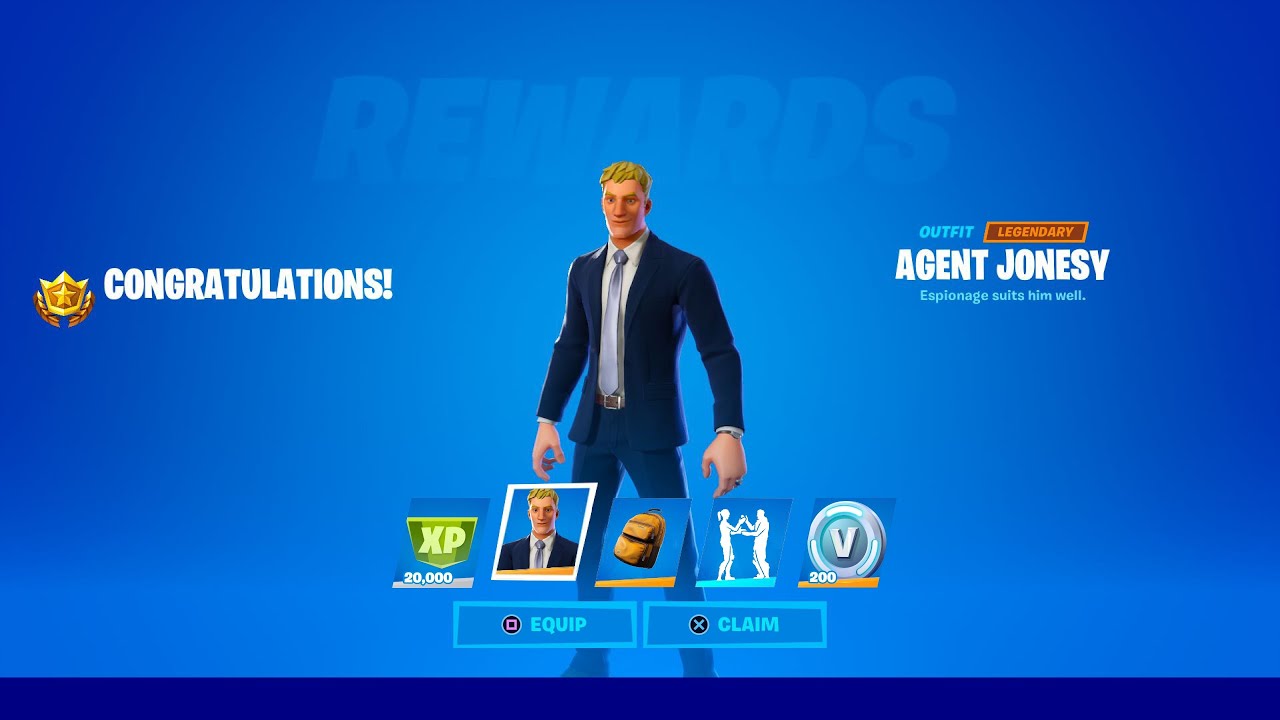 REWARDS
CONGRATULATIONS!
OUTFIT LEGENDARY
AGENT JONESY
Espionage suits him well.
XP
20,000
V
200
EQUIP
CLAIM